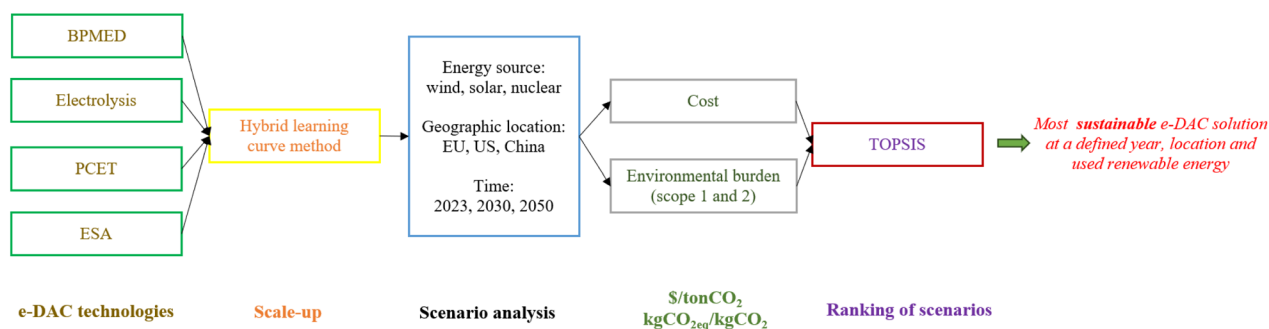 BPMED
Electrolysis
PCET
ESA
Hybrid learning
curve method
Energy source:
wind, solar, nuclear
Geographic location:
EU, US, China
Time:
2023, 2030, 2050
Cost
Environmental burden
(scope 1 and 2)
TOPSIS
Most sustainable e-DAC solution
at a defined year, location and
used renewable energy
e-DAC technologies
Scale-up
Scenario analysis
$/tonCO₂
kgCO₂eq/kgCO₂
Ranking of scenarios